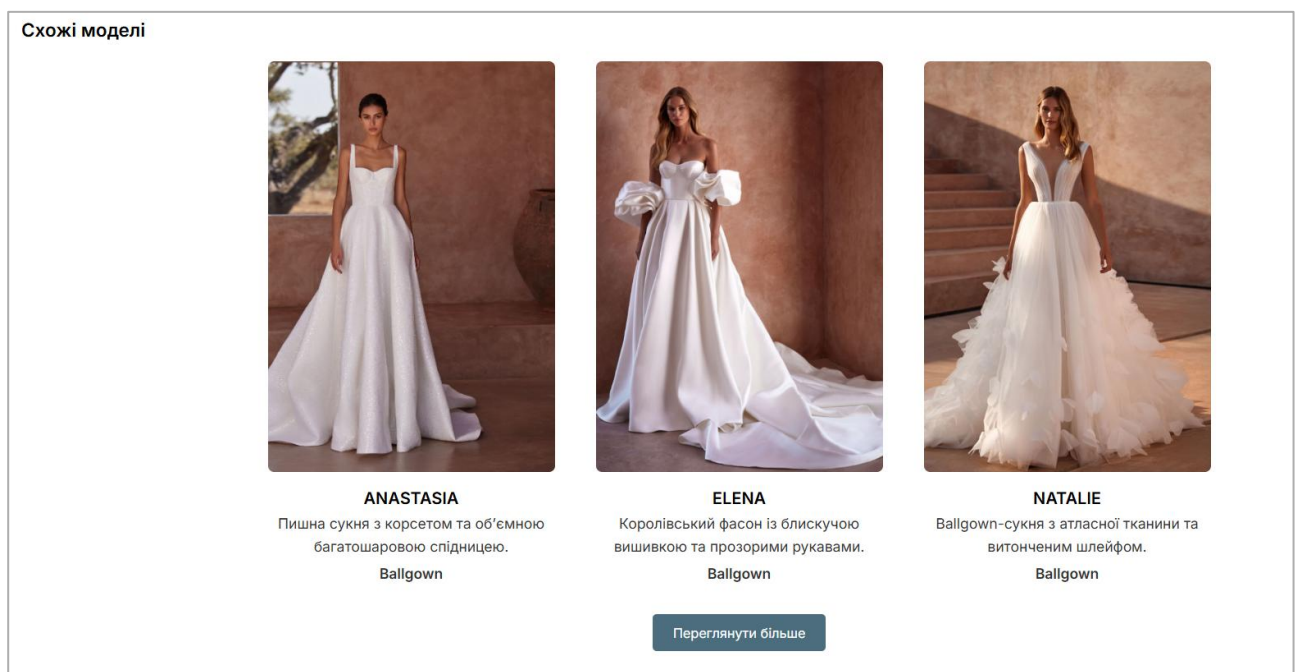 Схожі моделі
ANASTASIA
Пишна сукня з корсетом та об’ємною
багатошаровою спідницею.
Ballgown
ELENA
Королівський фасон із блискучою
вишивкою та прозорими рукавами.
Ballgown
NATALIE
Ballgown-сукня з атласної тканини та
витонченим шлейфом.
Ballgown
Переглянути більше